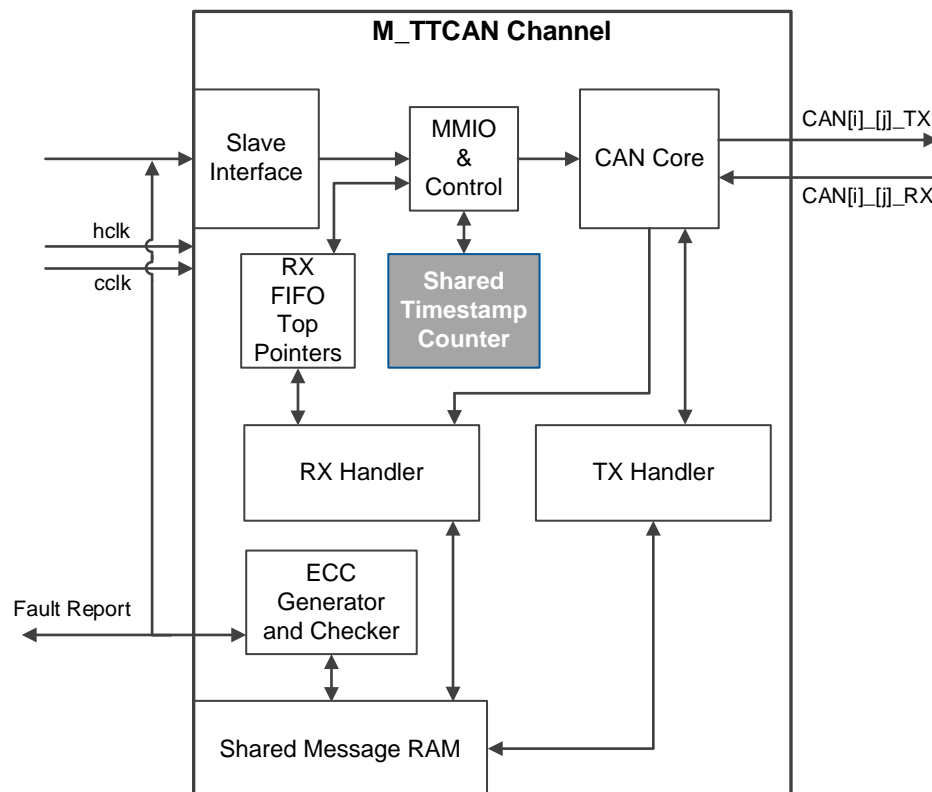 M_TTCAN Channel
Slave
Interface
MMIO
&
Control
CAN Core
CAN[i]_[j]_TX
CAN[i]_[j]_RX
hclk
cclk
RX
FIFO
Top
Pointers
Shared
Timestamp
Counter
RX Handler
TX Handler
ECC
Generator
and Checker
Fault Report
Shared Message RAM